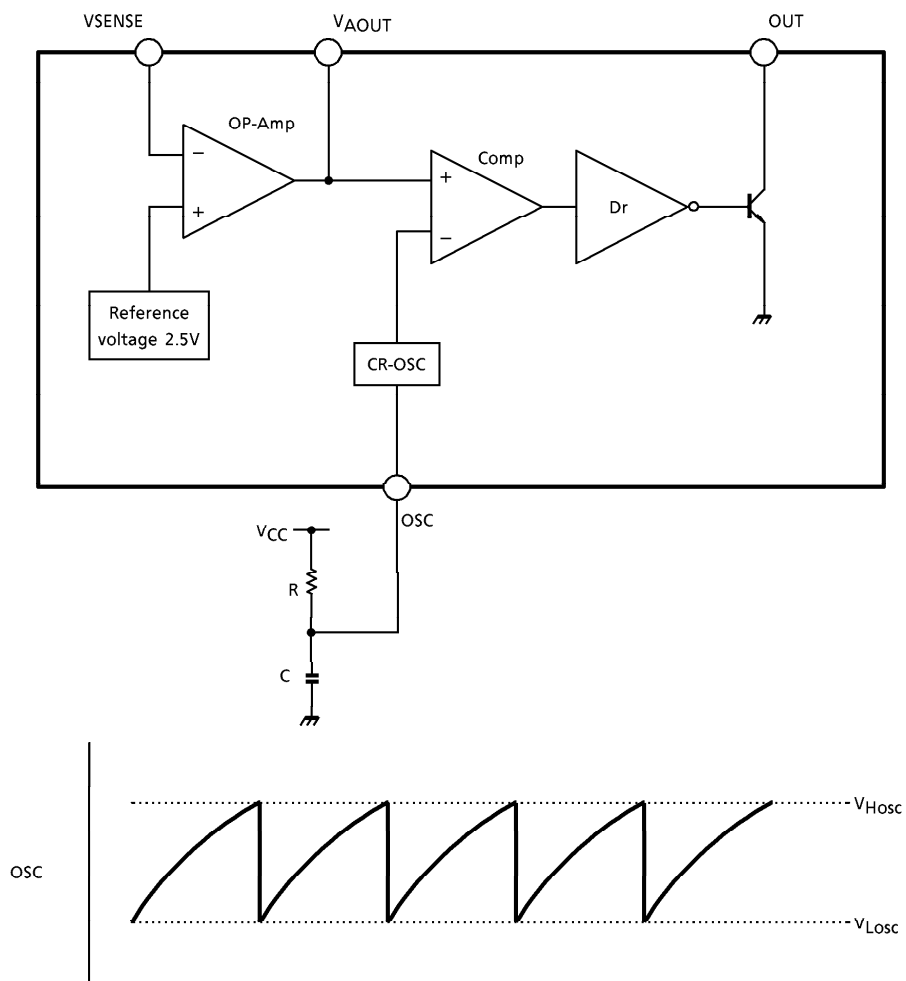 VSENSE
VAOUT
OUT
OP-Amp
−
+
Comp
+
−
Dr
Reference
voltage 2.5V
CR-OSC
OSC
VCC
R
C
VHosc
OSC
VLosc